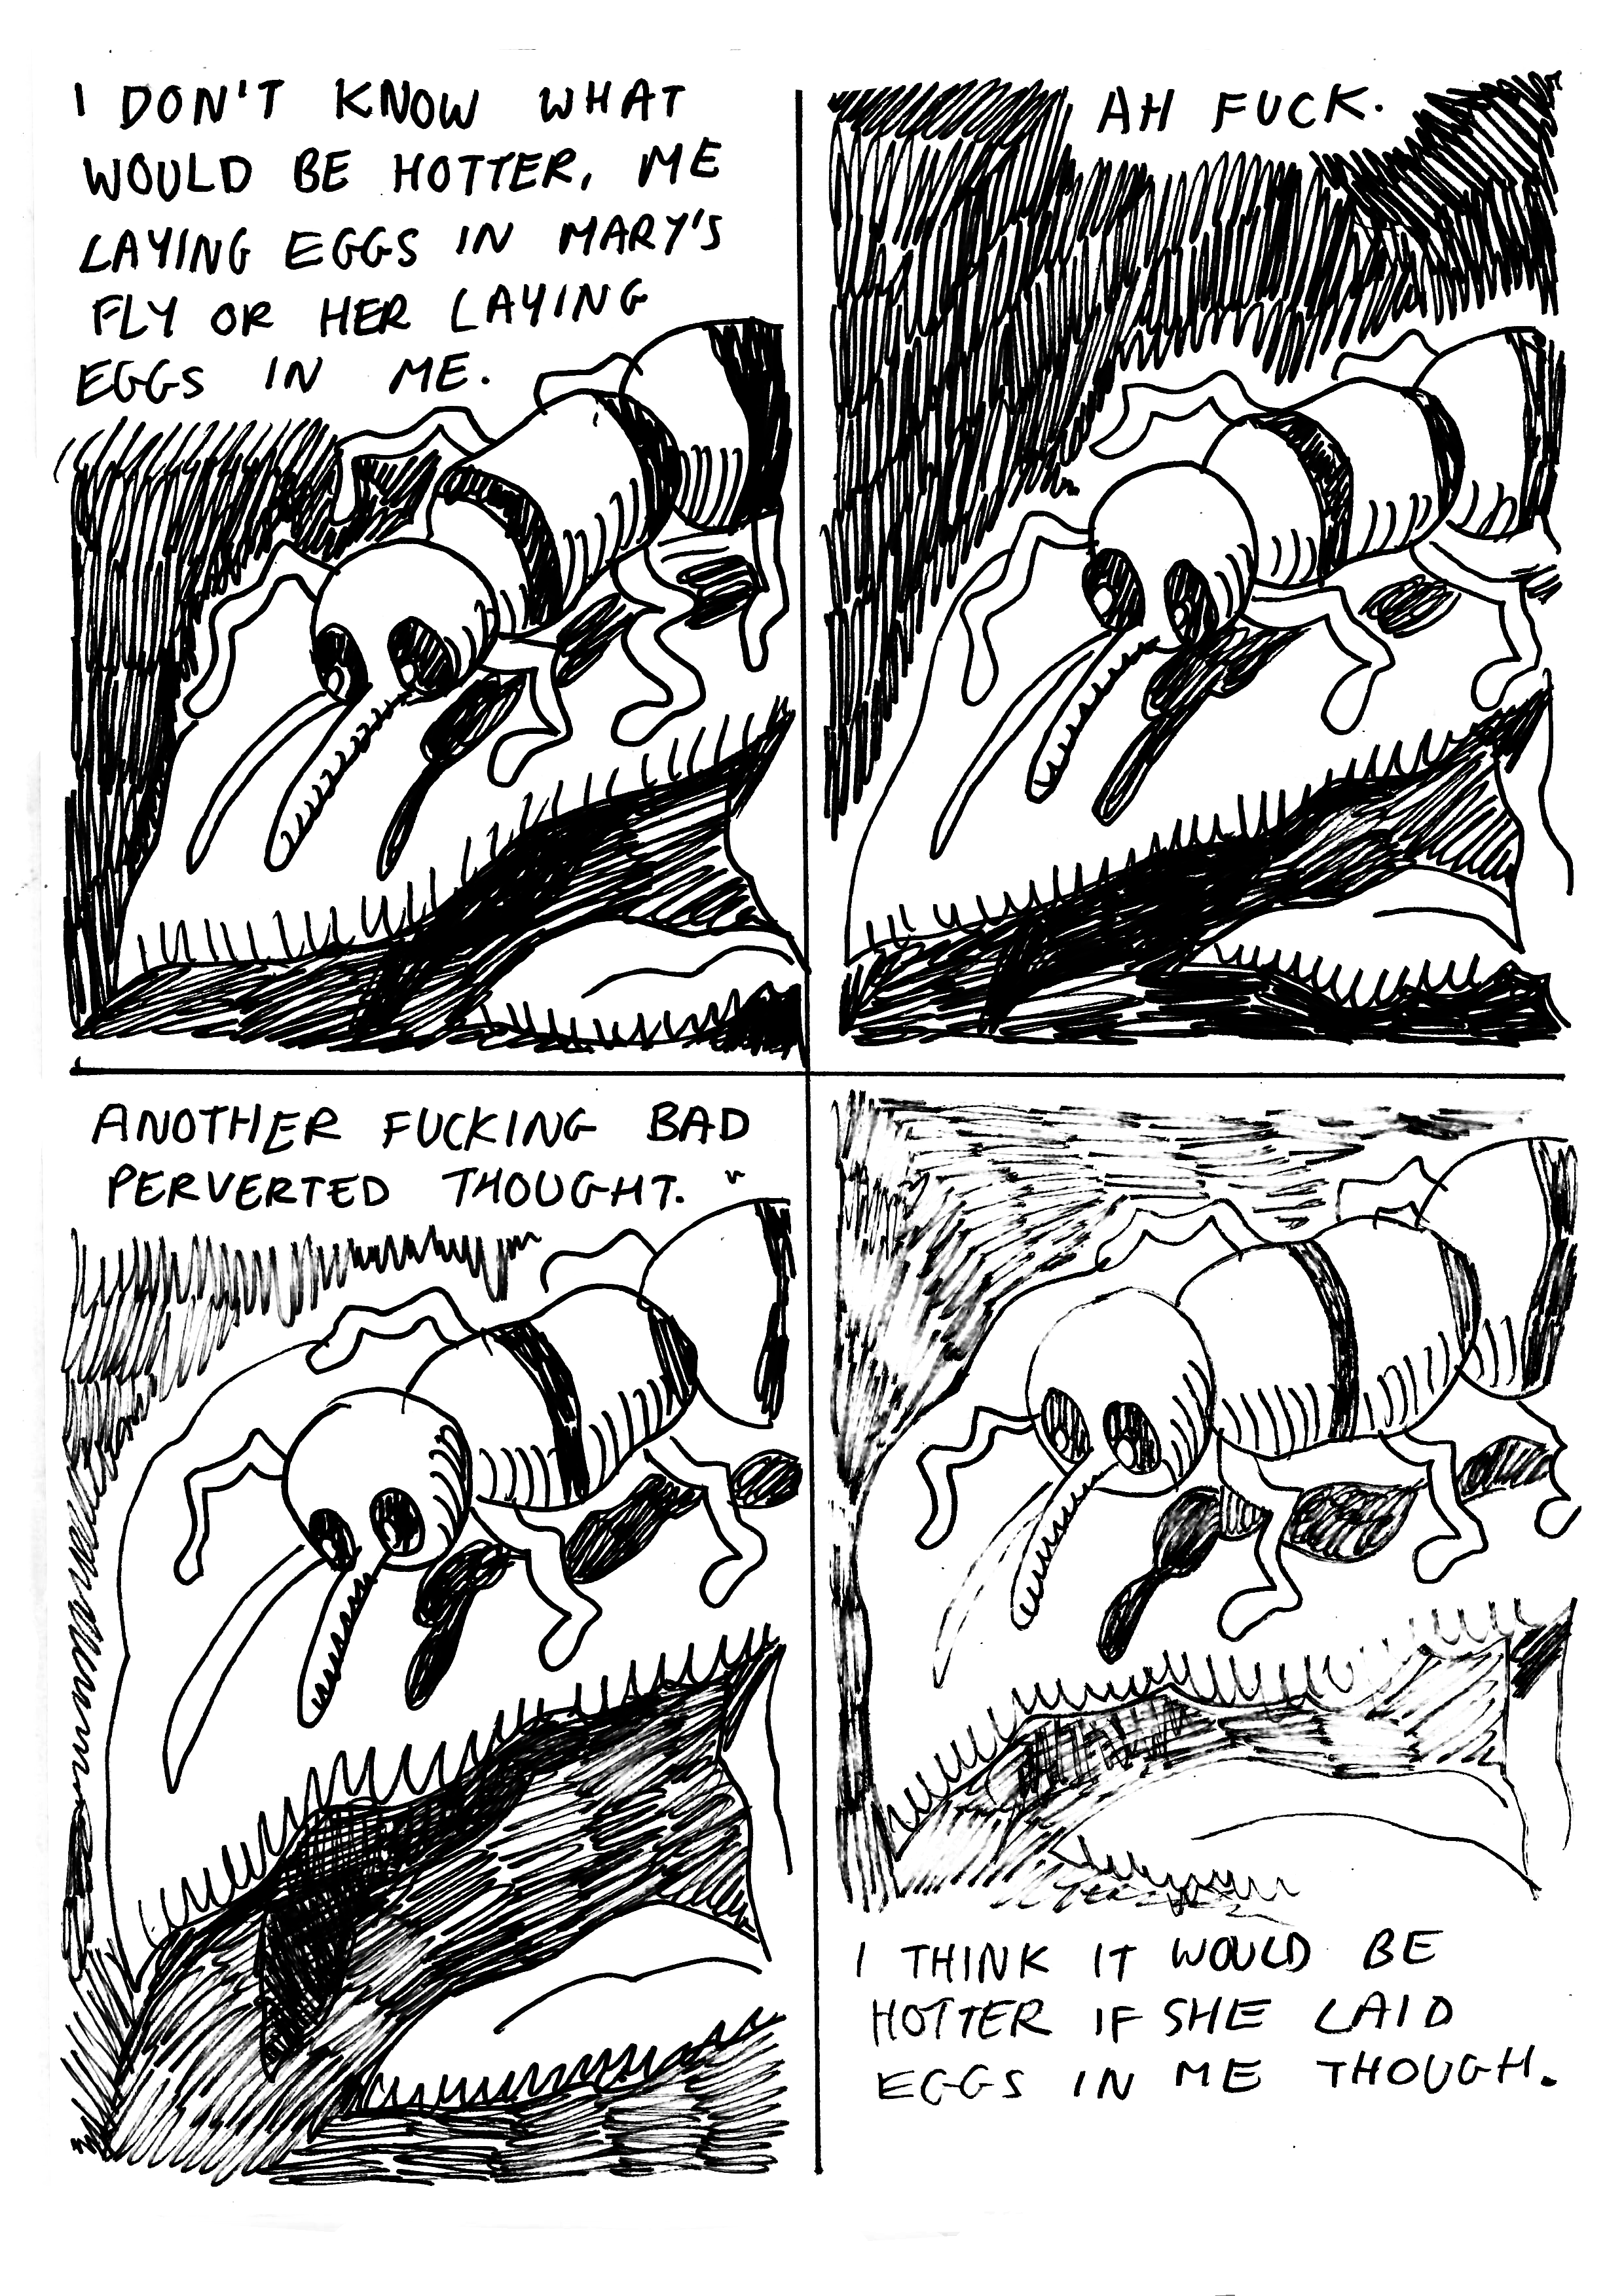 I DON'T KNOW WHAT
WOULD BE HOTTER, ME
LAYING EGGS IN MARY'S
FLY OR HER LAYING
EGGS IN ME.
AH FUCK.
ANOTHER FUCKING BAD
PERVERTED THOUGHT.
I THINK IT WOULD BE
HOTTER IF SHE LAID
EGGS IN ME THOUGH.